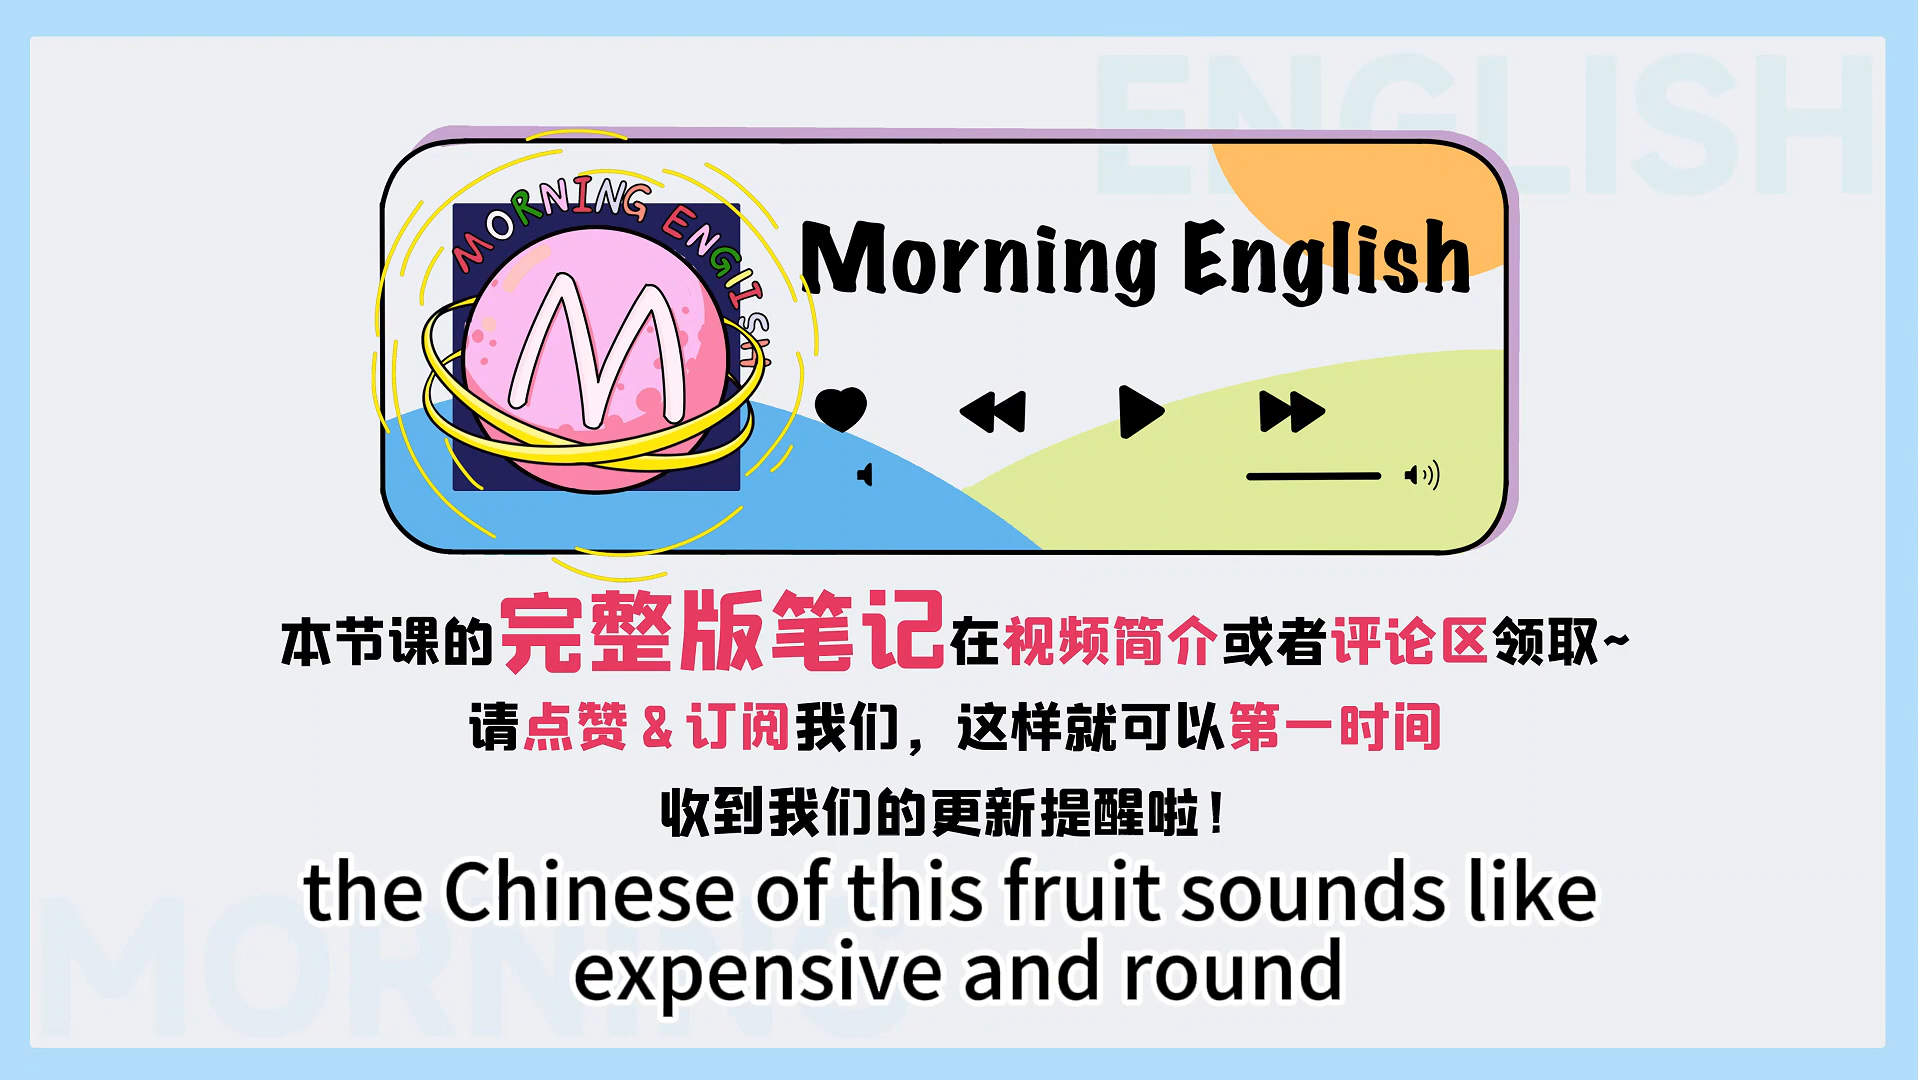 ENGLISH
MORNING ENGLISH
M
Morning English
本节课的完整版笔记在视频简介或者评论区领取~
请点赞&订阅我们，这样就可以第一时间
收到我们的更新提醒啦！
the Chinese of this fruit sounds like
expensive and round
MORNING